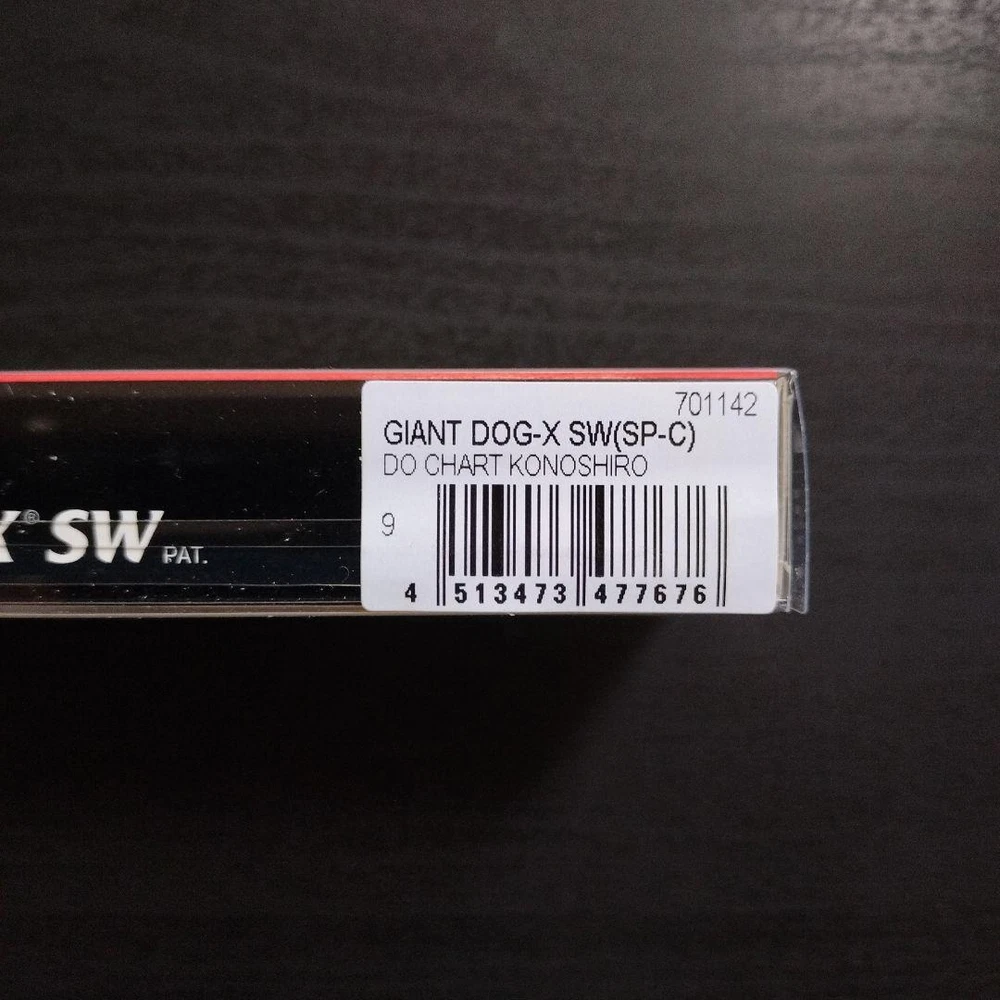 701142
GIANT DOG-X SW(SP-C)
DO CHART KONOSHIRO
9
4 513473 477676
X® SW PAT.